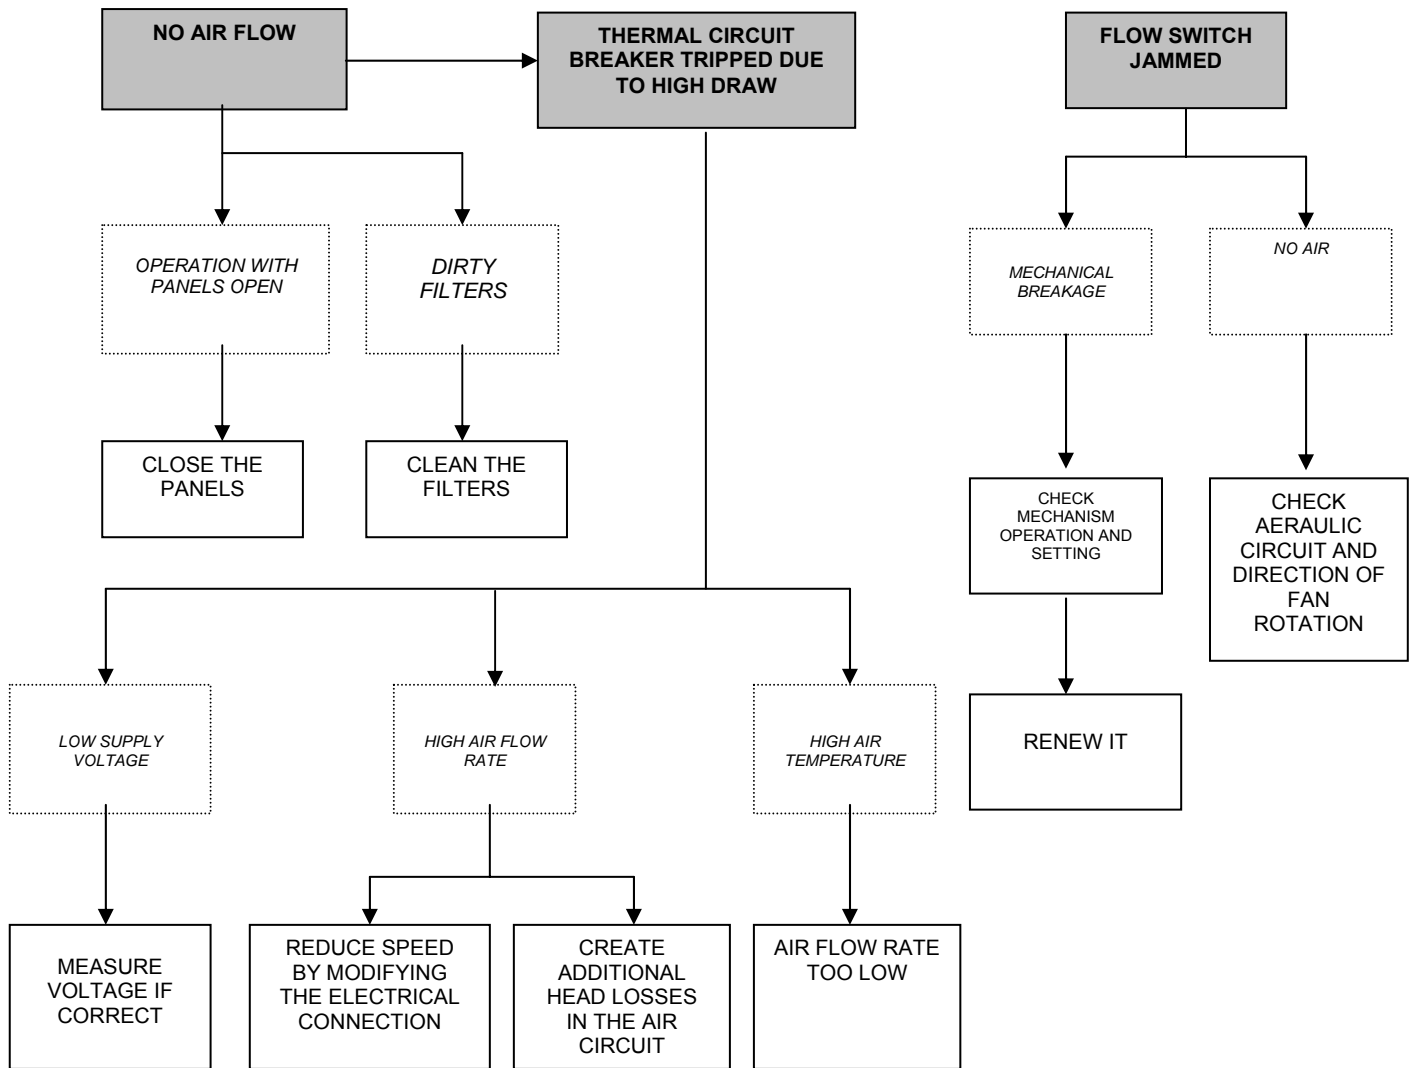 NO AIR FLOW
THERMAL CIRCUIT
BREAKER TRIPPED DUE
TO HIGH DRAW
FLOW SWITCH
JAMMED
OPERATION WITH
PANELS OPEN
DIRTY
FILTERS
MECHANICAL
BREAKAGE
NO AIR
CLOSE THE
PANELS
CLEAN THE
FILTERS
CHECK
MECHANISM
OPERATION AND
SETTING
CHECK
AERAULIC
CIRCUIT AND
DIRECTION OF
FAN
ROTATION
LOW SUPPLY
VOLTAGE
HIGH AIR FLOW
RATE
HIGH AIR
TEMPERATURE
RENEW IT
MEASURE
VOLTAGE IF
CORRECT
REDUCE SPEED
BY MODIFYING
THE ELECTRICAL
CONNECTION
CREATE
ADDITIONAL
HEAD LOSSES
IN THE AIR
CIRCUIT
AIR FLOW RATE
TOO LOW